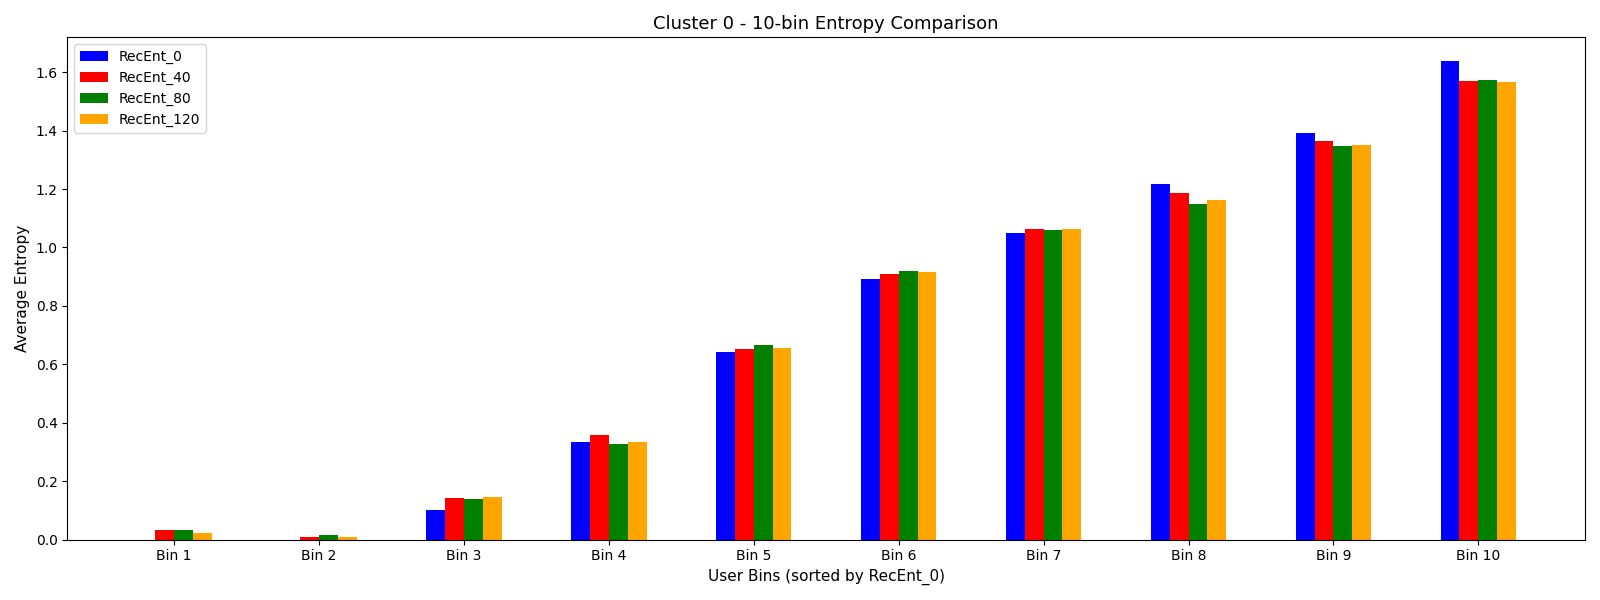 Cluster 0 - 10-bin Entropy Comparison
RecEnt_0
RecEnt_40
RecEnt_80
RecEnt_120
Average Entropy
1.6
1.4
1.2
1.0
0.8
0.6
0.4
0.2
0.0
Bin 1 Bin 2 Bin 3 Bin 4 Bin 5 Bin 6 Bin 7 Bin 8 Bin 9 Bin 10
User Bins (sorted by RecEnt_0)